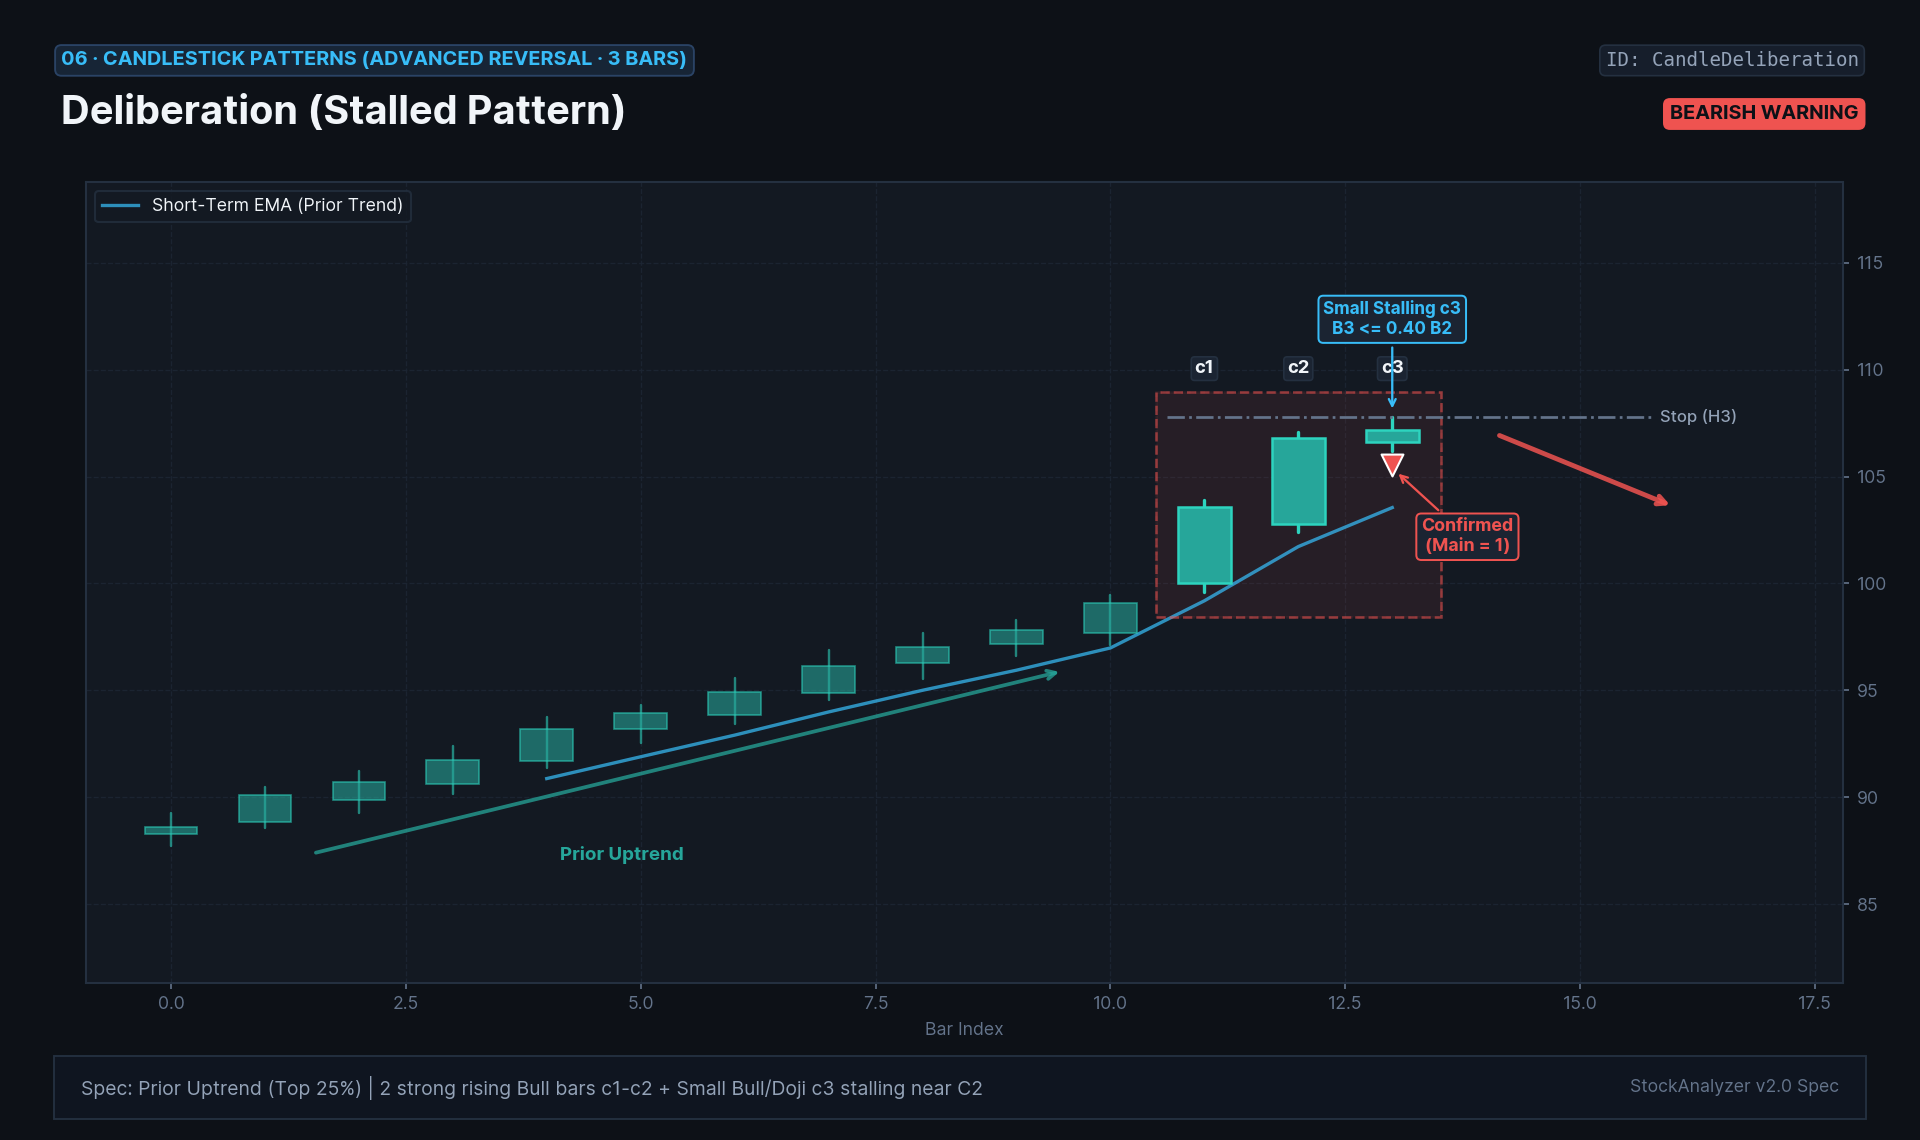 06 · CANDLESTICK PATTERNS (ADVANCED REVERSAL · 3 BARS)
ID: CandleDeliberation
Deliberation (Stalled Pattern)
BEARISH WARNING
Short-Term EMA (Prior Trend)
115
Small Stalling c3
B3 <= 0.40 B2
c1
c2
c3
110
Stop (H3)
105
Confirmed
(Main = 1)
100
95
90
Prior Uptrend
85
0.0
2.5
5.0
7.5
10.0
12.5
15.0
17.5
Bar Index
Spec: Prior Uptrend (Top 25%) | 2 strong rising Bull bars c1-c2 + Small Bull/Doji c3 stalling near C2
StockAnalyzer v2.0 Spec